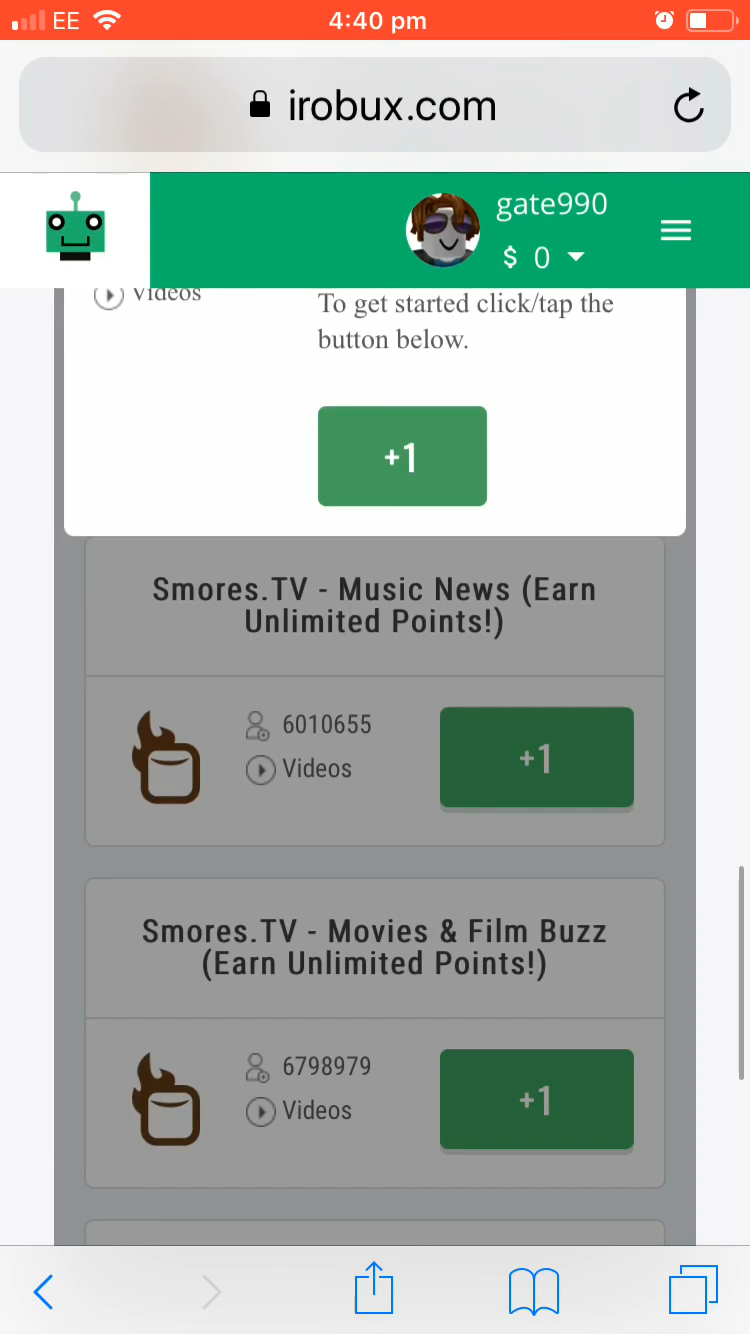 EE
4:40 pm
irobux.com
gate990
$ 0
Videos
To get started click/tap the
button below.
+1
Smores.TV - Music News (Earn
Unlimited Points!)
6010655
Videos
+1
Smores.TV - Movies & Film Buzz
(Earn Unlimited Points!)
6798979
Videos
+1